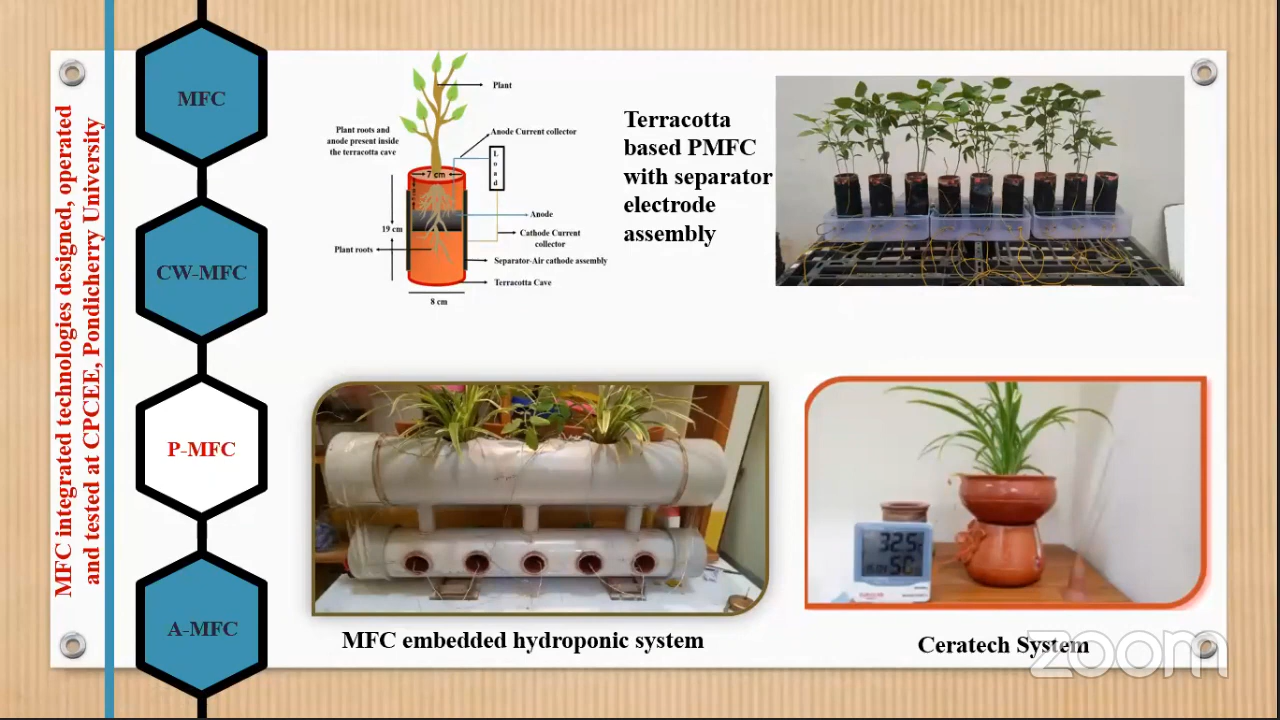 MFC integrated technologies designed, operated
and tested at CPCEE, Pondicherry University
MFC
CW-MFC
P-MFC
A-MFC
Plant
Plant roots and
anode present inside
the terracotta cave
Anode Current collector
Load
7 cm
19 cm
Anode
Cathode Current
collector
Plant roots
Separator-Air cathode assembly
Terracotta Cave
8 cm
Terracotta
based PMFC
with separator
electrode
assembly
32.5
50
MFC embedded hydroponic system
Ceratech System
zoom